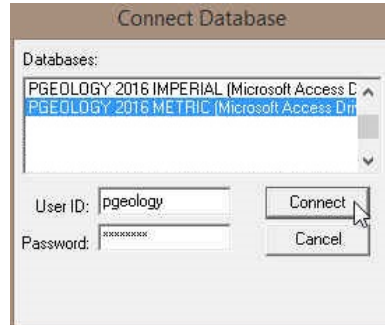 Connect Database
Databases:
PGEOLOGY 2016 IMPERIAL (Microsoft Access D
PGEOLOGY 2016 METRIC (Microsoft Access Dri
User ID: pgeology
Connect
Password: ××××××××
Cancel